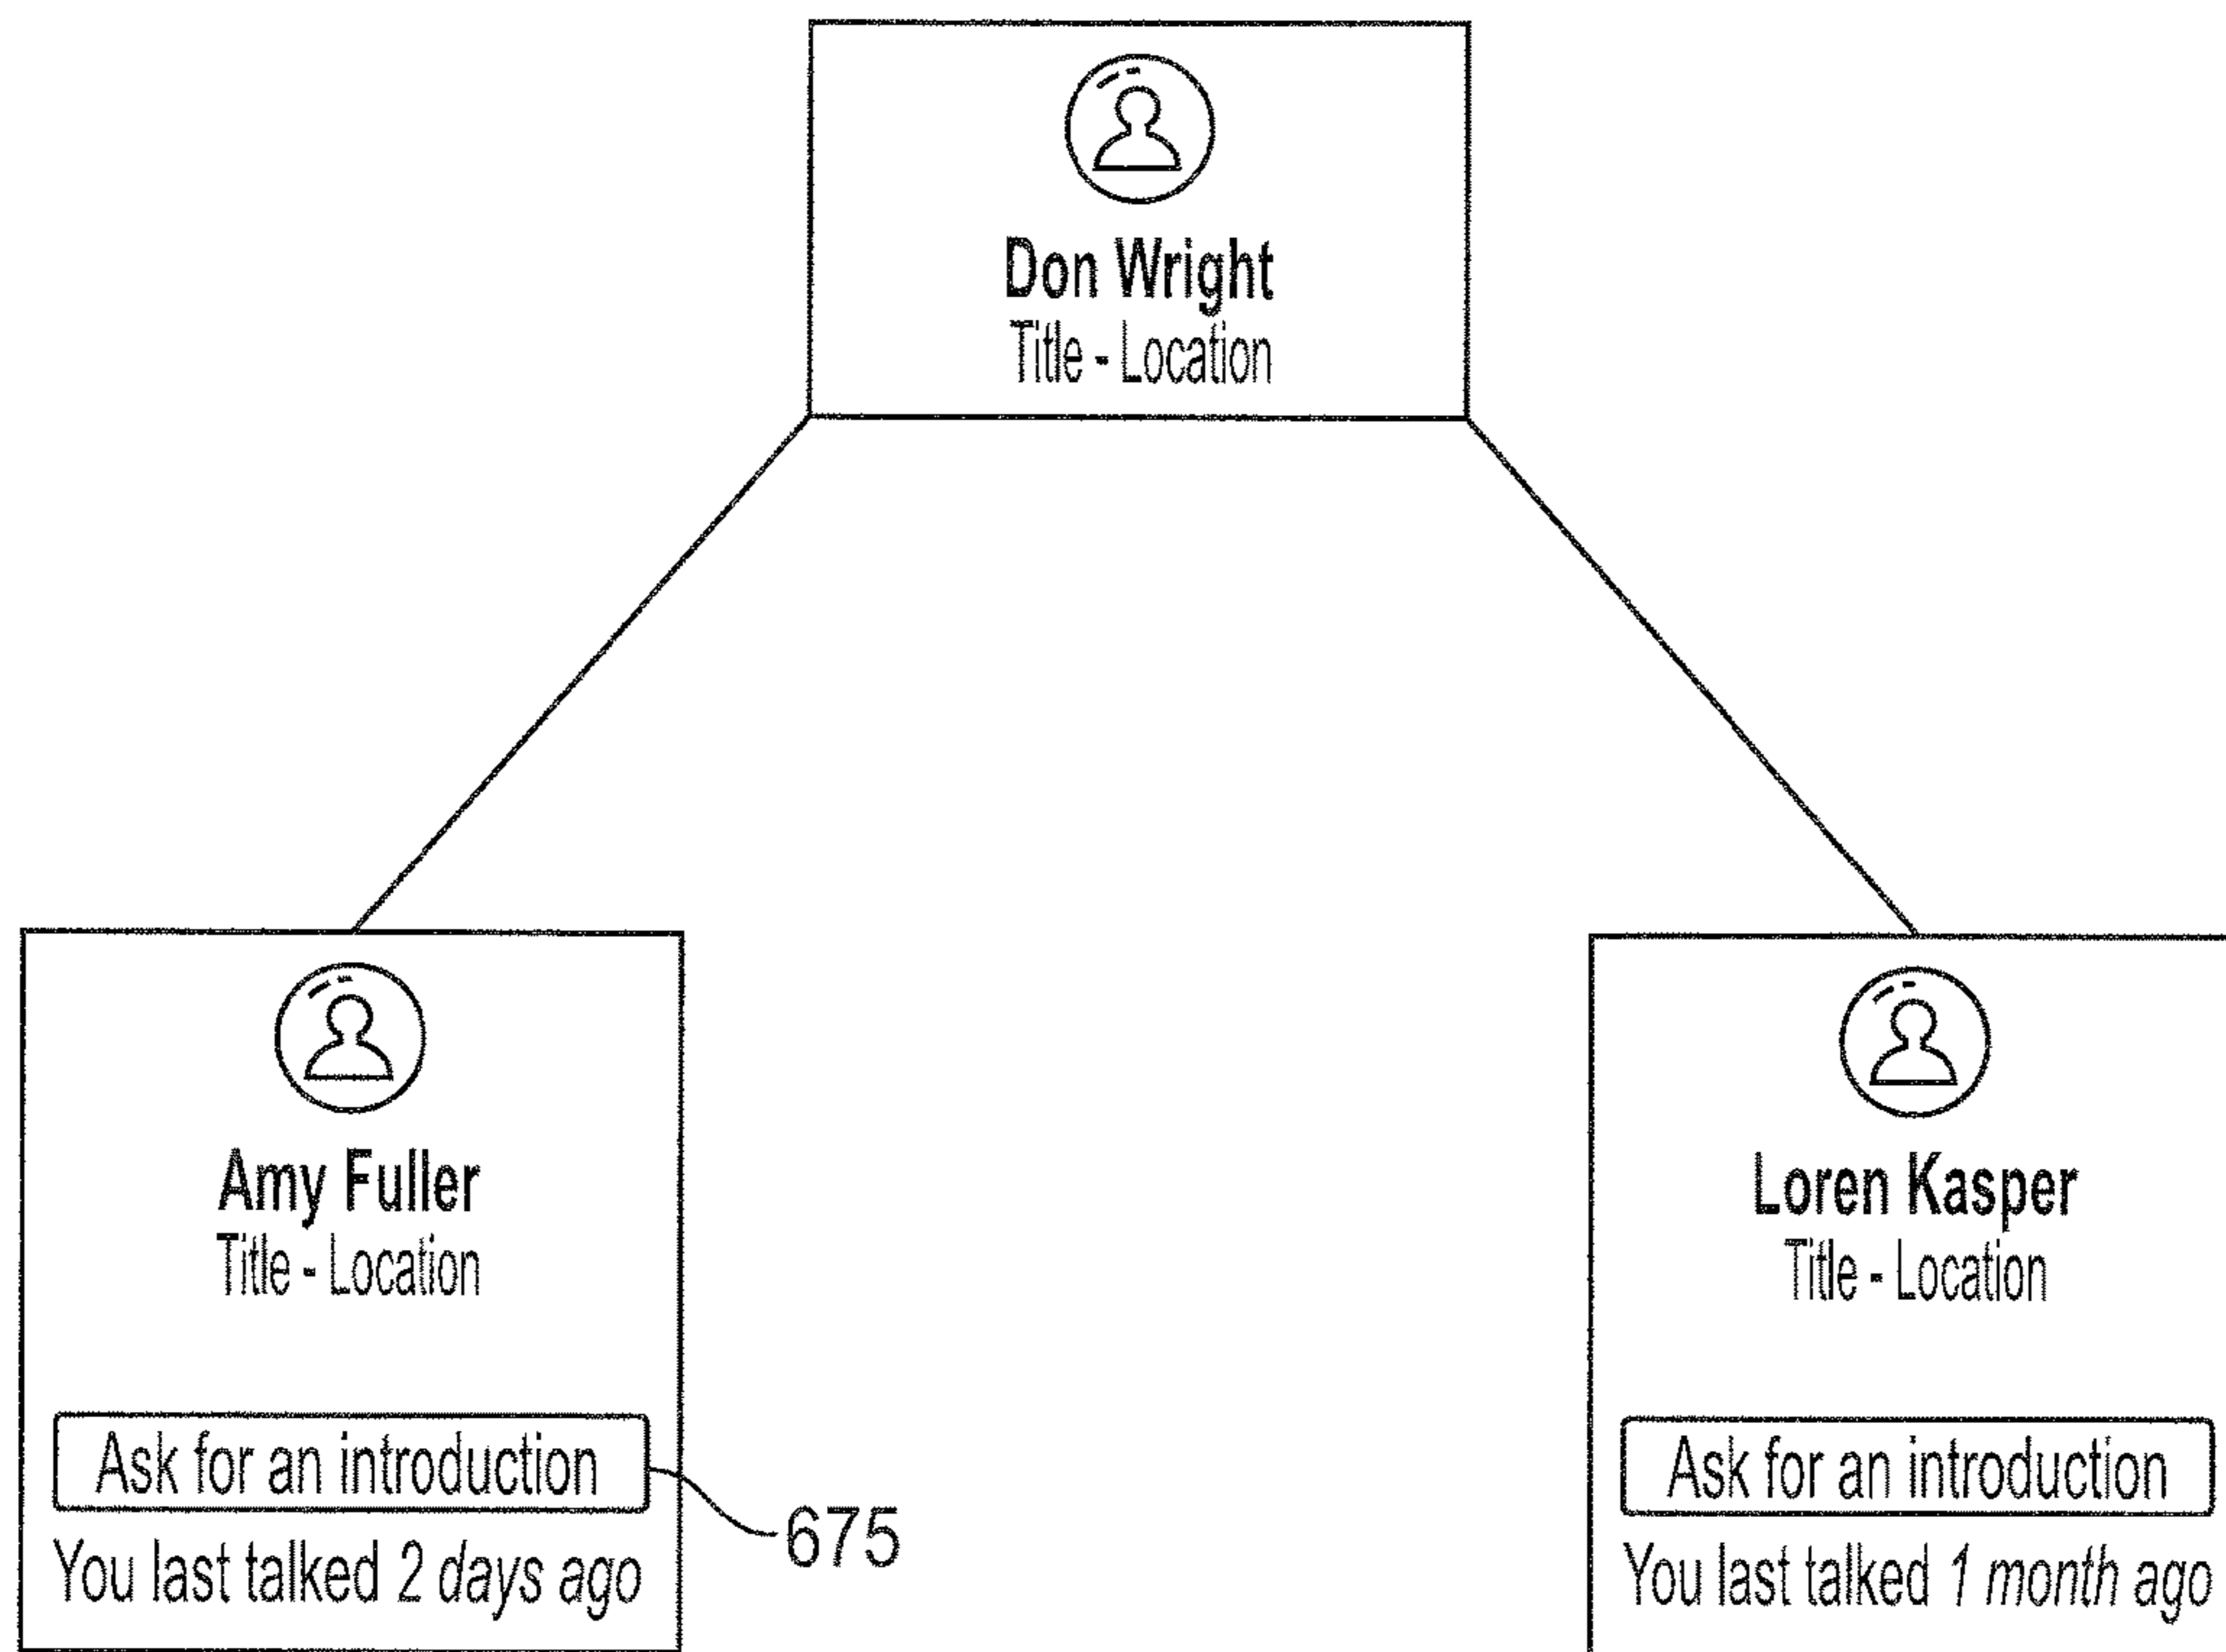 Don Wright
Title - Location
Amy Fuller
Title - Location
Ask for an introduction
You last talked 2 days ago
675
Loren Kasper
Title - Location
Ask for an introduction
You last talked 1 month ago